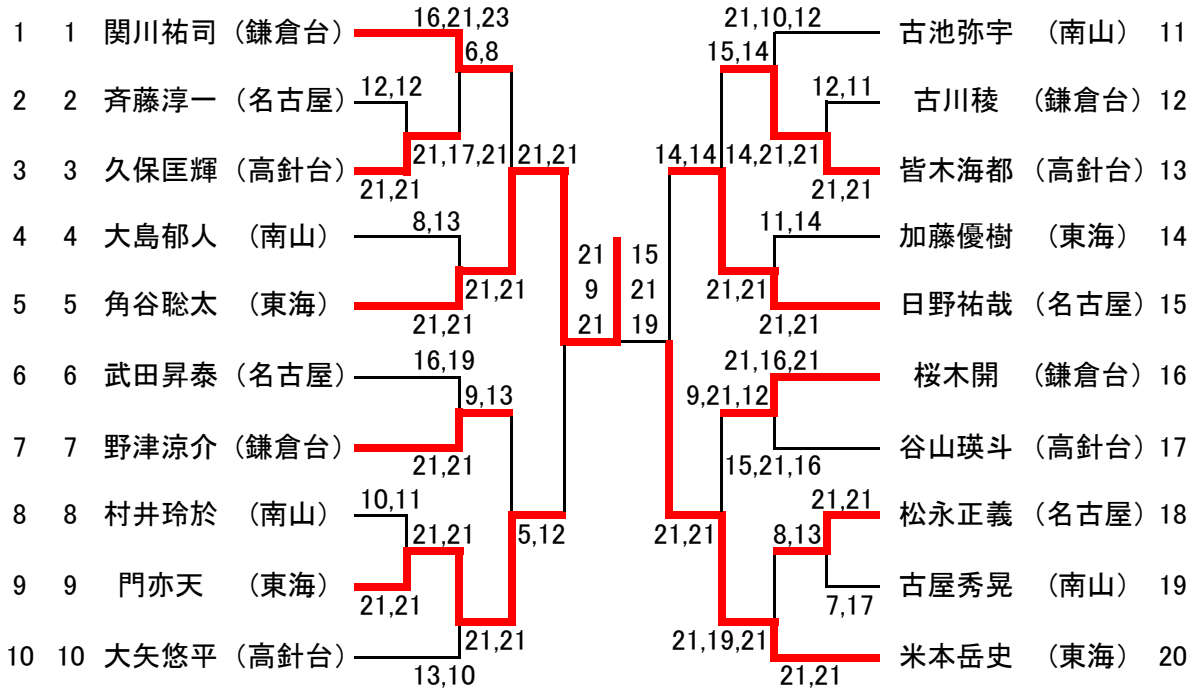 16,21,23
21,10,12
1 1 関川祐司（鎌倉台）
古池弥宇 （南山） 11
6,8
15,14
12,12
12,11
2 2 斉藤淳一（名古屋）
古川稜 （鎌倉台） 12
21,17,21
21,21
14,14
14,21,21
3 3 久保匡輝（高針台）
皆木海都 （高針台） 13
21,21
21,21
8,13
11,14
4 4 大島郁人 （南山）
加藤優樹 （東海） 14
21 15
9 21
21 19
21,21
21,21
5 5 角谷聡太 （東海）
日野祐哉 （名古屋） 15
21,21
21,21
16,19
21,16,21
6 6 武田昇泰（名古屋）
桜木開 （鎌倉台） 16
9,13
9,21,12
7 7 野津涼介（鎌倉台）
谷山瑛斗 （高針台） 17
21,21
15,21,16
10,11
21,21
8 8 村井玲於 （南山）
松永正義 （名古屋） 18
21,21
5,12
21,21
8,13
9 9 門亦天 （東海）
古屋秀晃 （南山） 19
21,21
7,17
21,21
21,19,21
10 10 大矢悠平（高針台）
米本岳史 （東海） 20
13,10
21,21